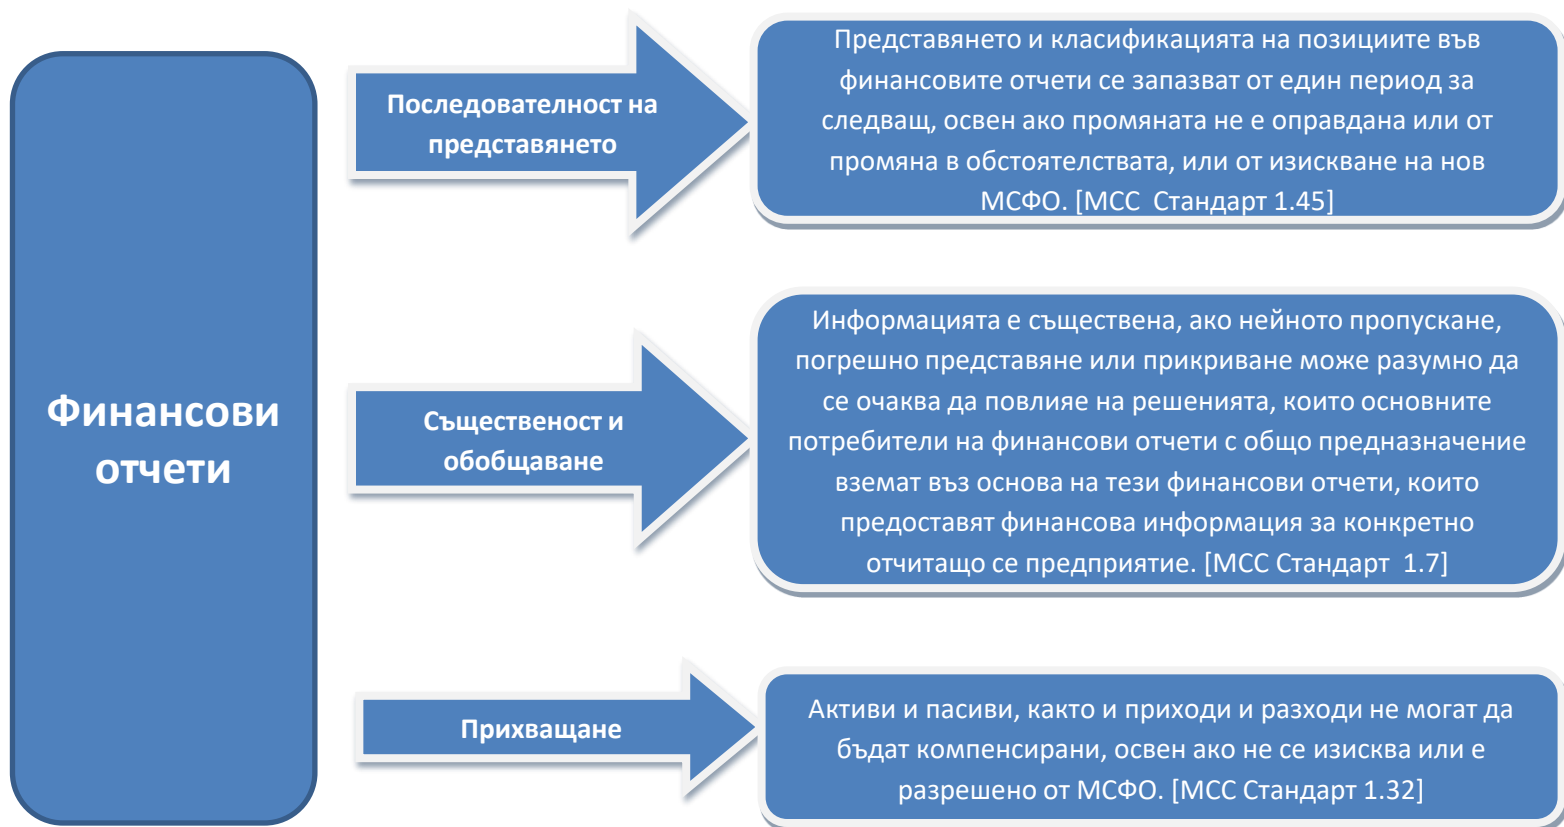 Финансови
отчети
Последователност на
представянето
Представянето и класификацията на позициите във
финансовите отчети се запазват от един период за
следващ, освен ако промяната не е оправдана или от
промяна в обстоятелствата, или от изискване на нов
МСФО. [МСС Стандарт 1.45]
Същественост и
обобщаване
Информацията е съществена, ако нейното пропускане,
погрешно представяне или прикриване може разумно да
се очаква да повлияе на решенията, които основните
потребители на финансови отчети с общо предназначение
вземат въз основа на тези финансови отчети, които
предоставят финансова информация за конкретно
отчитащо се предприятие. [МСС Стандарт 1.7]
Прихващане
Активи и пасиви, както и приходи и разходи не могат да
бъдат компенсирани, освен ако не се изисква или е
разрешено от МСФО. [МСС Стандарт 1.32]